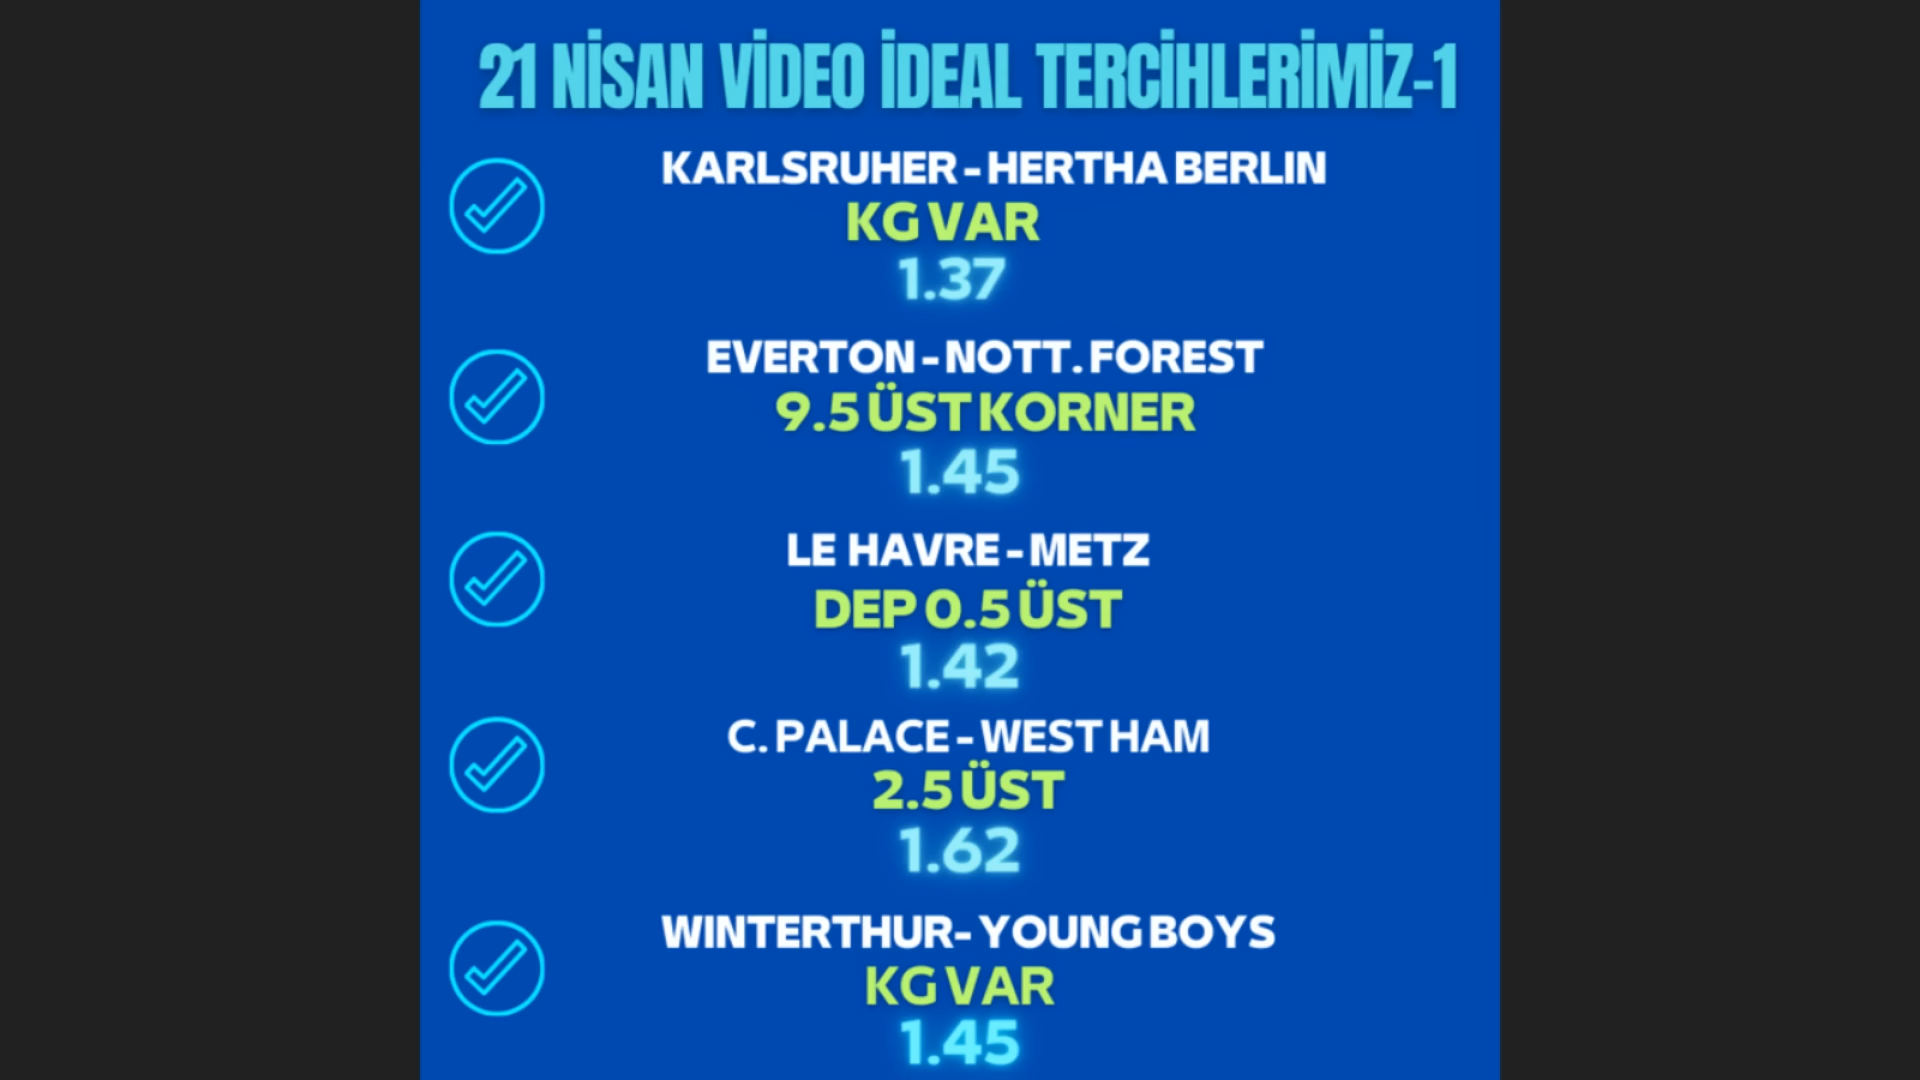 21 NİSAN VİDEO İDEAL TERCİHLERİMİZ-1
KARLSRUHER - HERTHA BERLIN
KG VAR
1.37
EVERTON - NOTT. FOREST
9.5 ÜST KORNER
1.45
LE HAVRE - METZ
DEP 0.5 ÜST
1.42
C. PALACE - WEST HAM
2.5 ÜST
1.62
WINTERTHUR- YOUNG BOYS
KG VAR
1.45